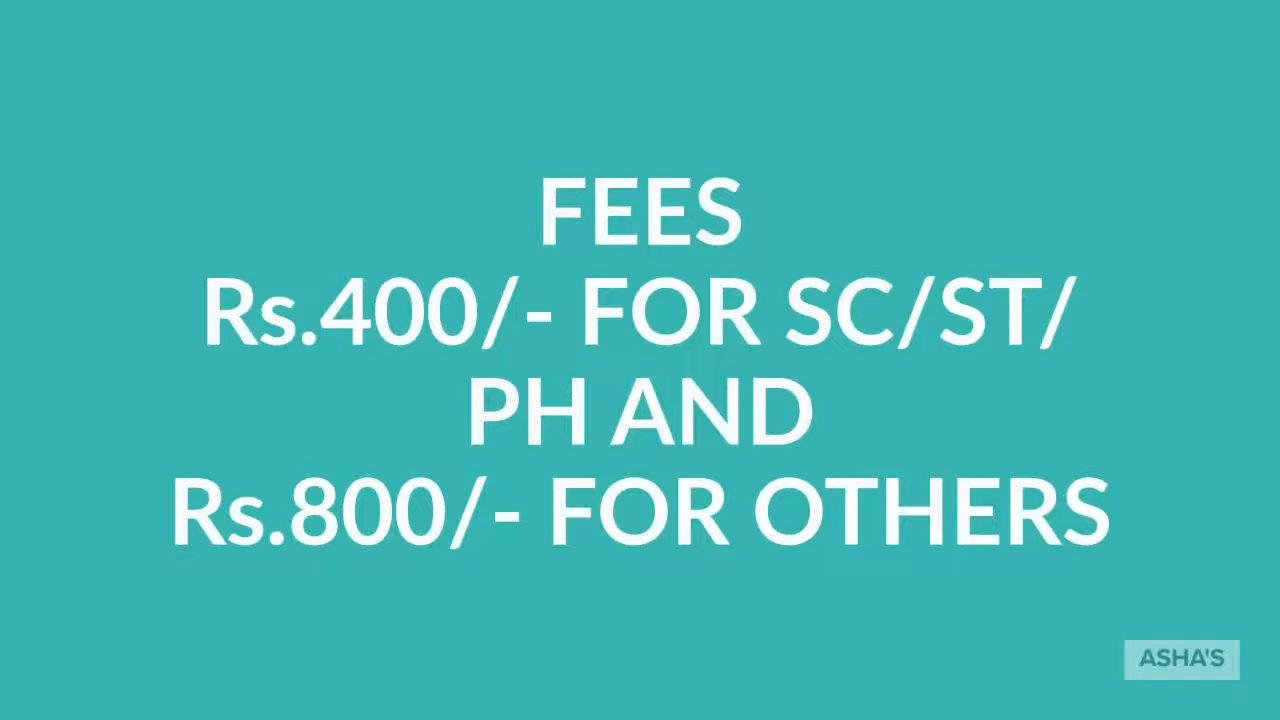 FEES
Rs.400/- FOR SC/ST/
PH AND
Rs.800/- FOR OTHERS
ASHA'S